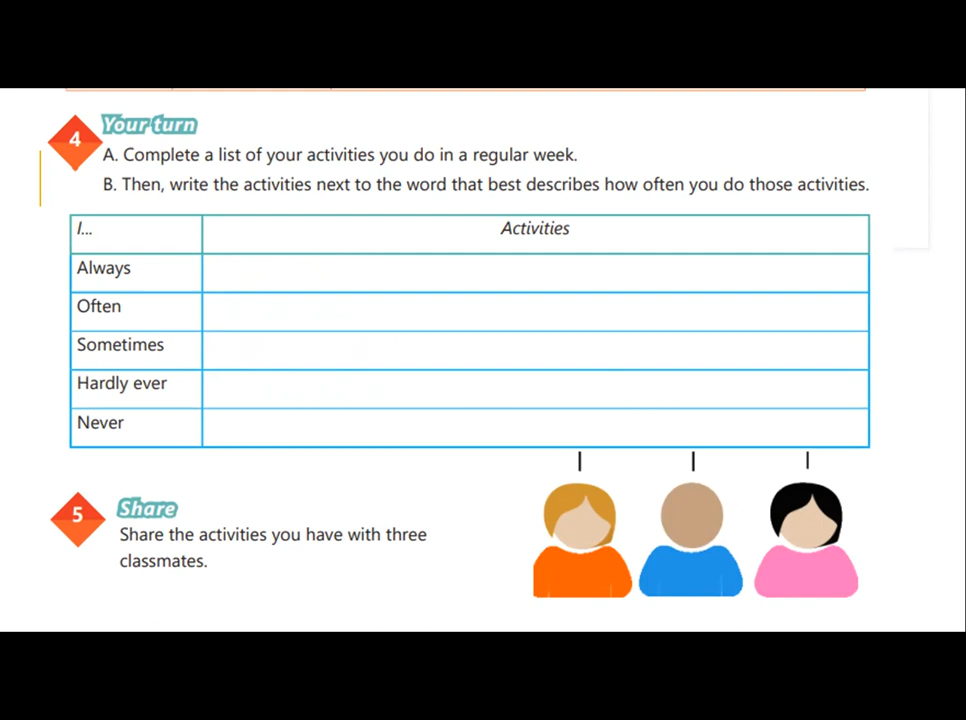 4
Your turn
A. Complete a list of your activities you do in a regular week.
B. Then, write the activities next to the word that best describes how often you do those activities.
I... Activities
Always
Often
Sometimes
Hardly ever
Never
5
Share
Share the activities you have with three
classmates.